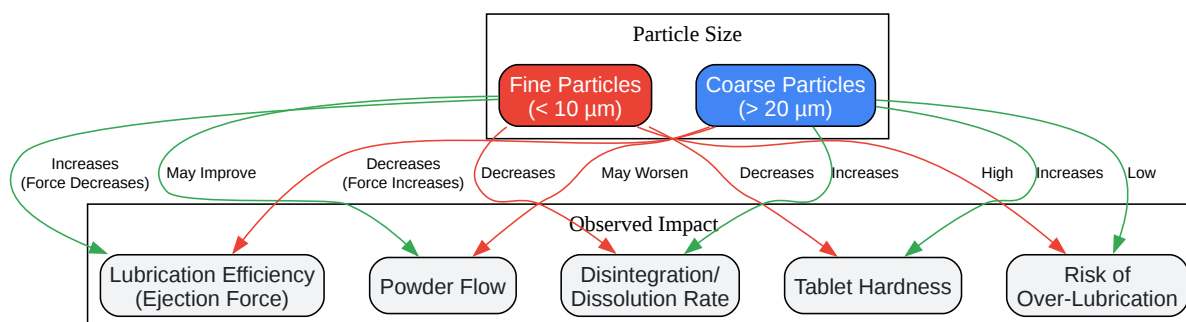 Particle Size
Fine Particles
(< 10 µm)
Coarse Particles
(> 20 µm)
Increases
(Force Decreases)
May Improve
Decreases
(Force Increases)
Decreases
May Worsen
Decreases
Increases
High
Increases
Low
Observed Impact
Lubrication Efficiency
(Ejection Force)
Powder Flow
Disintegration/
Dissolution Rate
Tablet Hardness
Risk of
Over-Lubrication